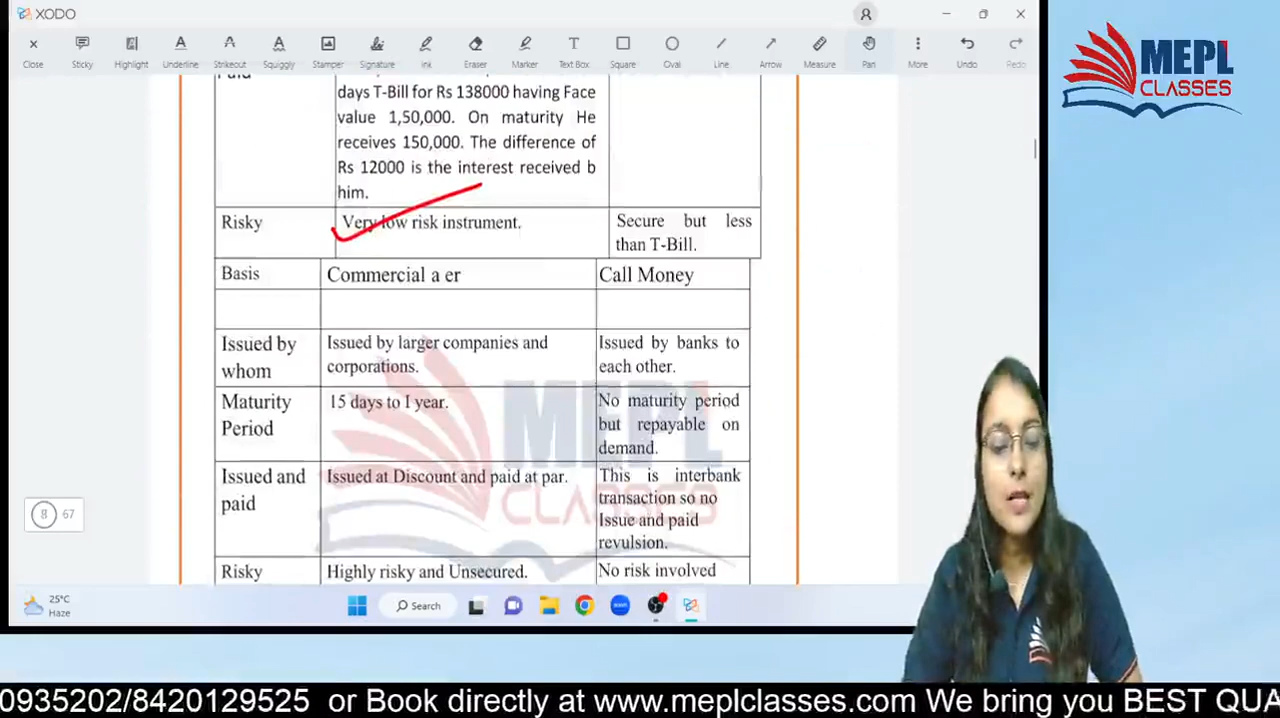 XODO
Close
Sticky
Highlight
Underline
Strikeout
Squiggly
Stamper
Signature
Ink
Eraser
Marker
Text Box
Square
Oval
Line
Arrow
Measure
Pan
More
Undo
Redo
MEPL
CLASSES
days T-Bill for Rs 138000 having Face
value 1,50,000. On maturity He
receives 150,000. The difference of
Rs 12000 is the interest received b
him.
Risky
Very low risk instrument.
Secure but less
than T-Bill.
Basis
Commercial a er
Call Money
Issued by
whom
Issued by larger companies and
corporations.
Issued by banks to
each other.
Maturity
Period
15 days to I year.
No maturity period
but repayable on
demand.
Issued and
paid
Issued at Discount and paid at par.
This is interbank
transaction so no
Issue and paid
revulsion.
Risky
Highly risky and Unsecured.
No risk involved
MEPL
CLASSES
8 67
25°C
Haze
Search
zoom
0935202/8420129525 or Book directly at www.meplclasses.com We bring you BEST QUA